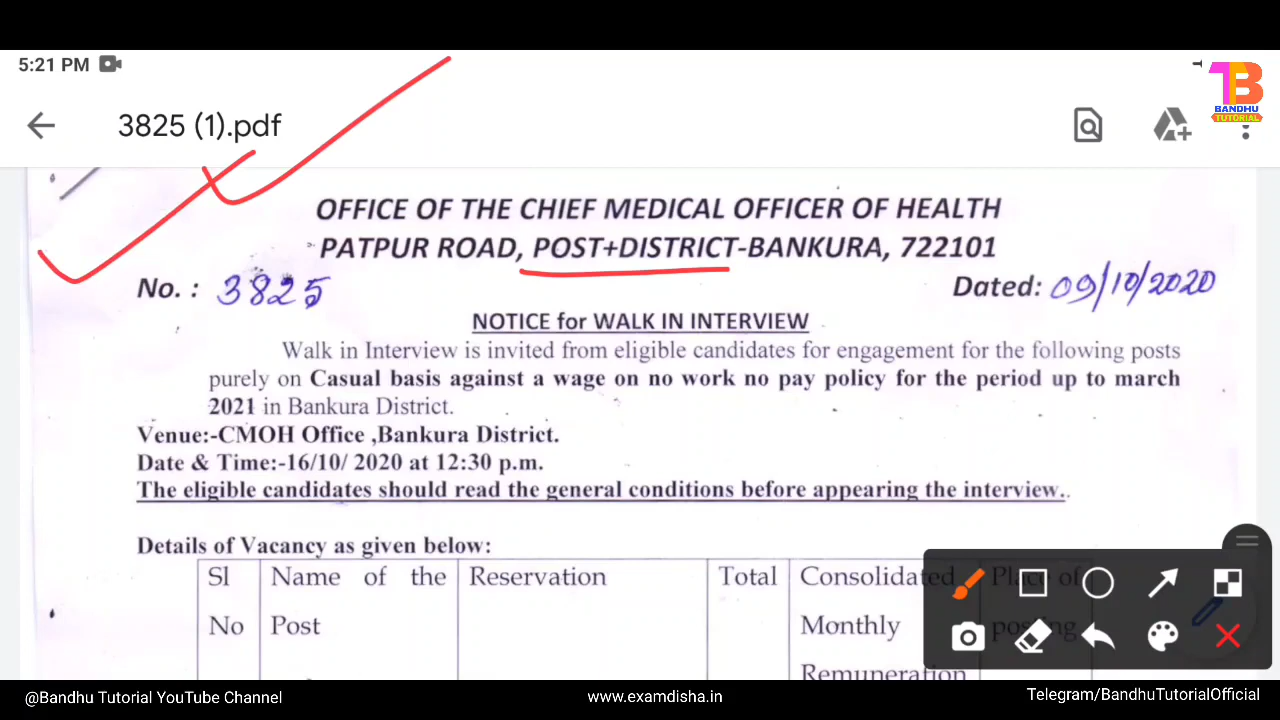 5:21 PM
3825 (1).pdf
TB
BANDHU
TUTORIAL
OFFICE OF THE CHIEF MEDICAL OFFICER OF HEALTH
PATPUR ROAD, POST+DISTRICT-BANKURA, 722101
No. : 3825 Dated: 09/10/2020
NOTICE for WALK IN INTERVIEW
Walk in Interview is invited from eligible candidates for engagement for the following posts
purely on Casual basis against a wage on no work no pay policy for the period up to march
2021 in Bankura District.
Venue:-CMOH Office ,Bankura District.
Date & Time:-16/10/ 2020 at 12:30 p.m.
The eligible candidates should read the general conditions before appearing the interview..
Details of Vacancy as given below:
Sl Name of the Reservation Total Consolidated Place of
No Post Monthly posting
Remuneration
@Bandhu Tutorial YouTube Channel www.examdisha.in Telegram/BandhuTutorialOfficial